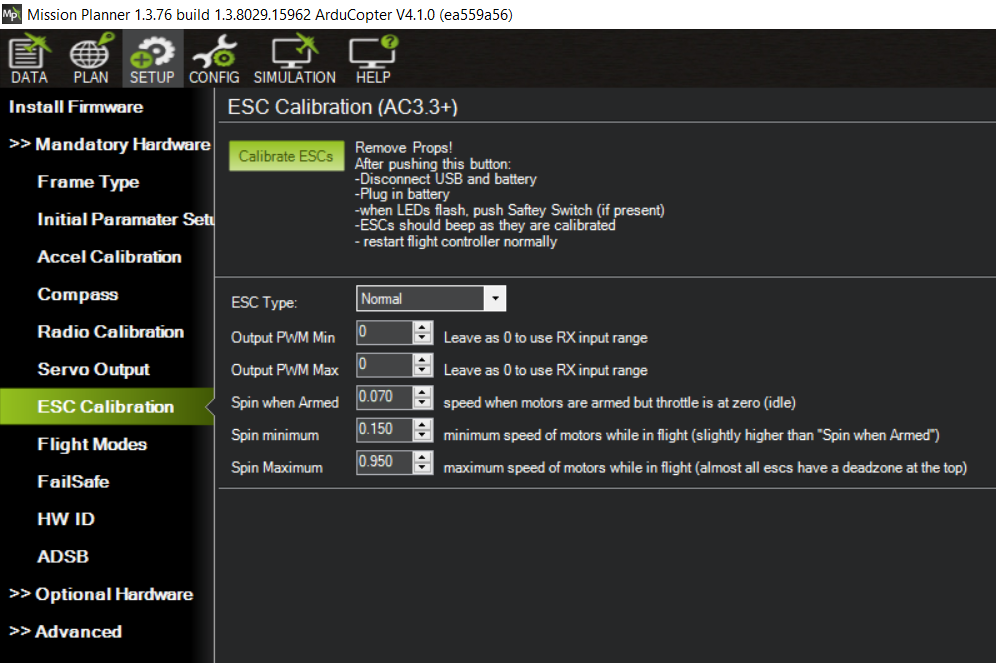 Mission Planner 1.3.76 build 1.3.8029.15962 ArduCopter V4.1.0 (ea559a56)
DATA PLAN SETUP CONFIG SIMULATION HELP
Install Firmware
>> Mandatory Hardware
Frame Type
Initial Paramater Setu
Accel Calibration
Compass
Radio Calibration
Servo Output
ESC Calibration
Flight Modes
FailSafe
HW ID
ADSB
>> Optional Hardware
>> Advanced
ESC Calibration (AC3.3+)
Calibrate ESCs
Remove Props!
After pushing this button:
-Disconnect USB and battery
-Plug in battery
-when LEDs flash, push Saftey Switch (if present)
-ESCs should beep as they are calibrated
- restart flight controller normally
ESC Type: Normal
Output PWM Min 0 Leave as 0 to use RX input range
Output PWM Max 0 Leave as 0 to use RX input range
Spin when Armed 0.070 speed when motors are armed but throttle is at zero (idle)
Spin minimum 0.150 minimum speed of motors while in flight (slightly higher than "Spin when Armed")
Spin Maximum 0.950 maximum speed of motors while in flight (almost all escs have a deadzone at the top)